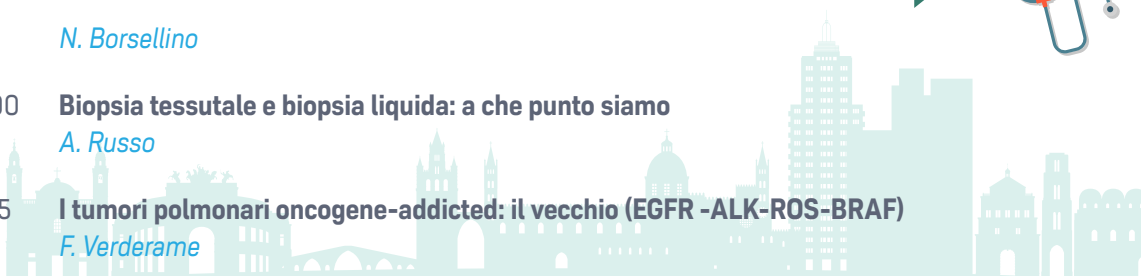 N. Borsellino
00 Biopsia tessutale e biopsia liquida: a che punto siamo
A. Russo
5 I tumori polmonari oncogene-addicted: il vecchio (EGFR -ALK-ROS-BRAF)
F. Verderame